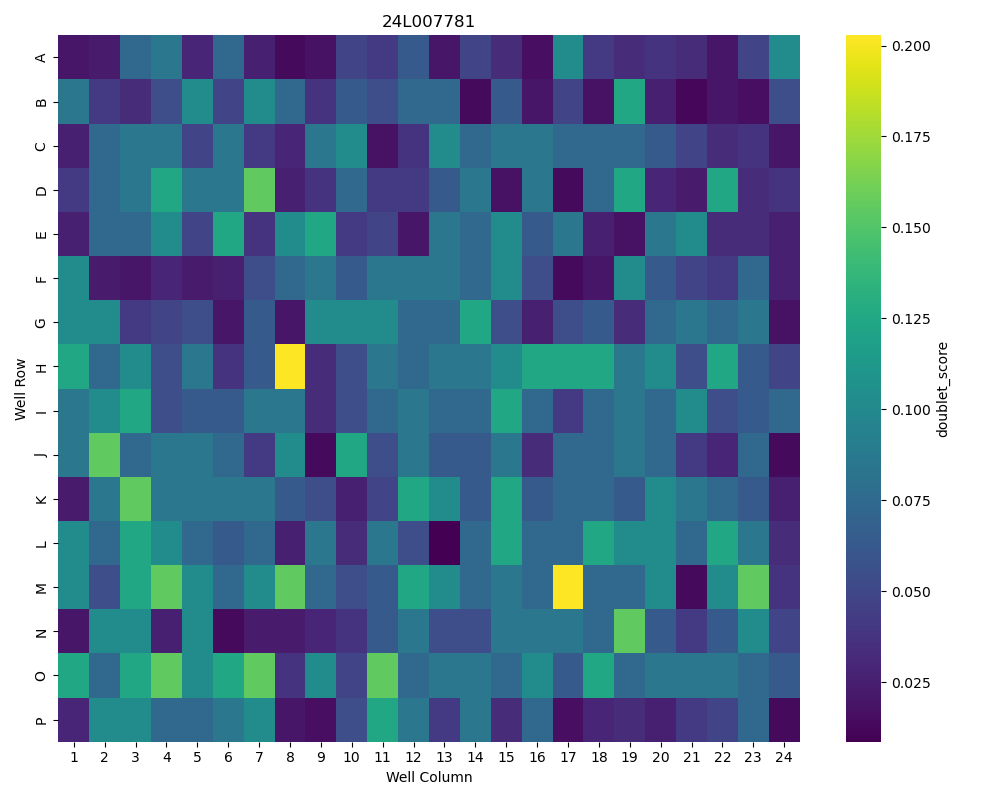 24L007781
Well Row
A
B
C
D
E
F
G
H
I
J
K
L
M
N
O
P
1 2 3 4 5 6 7 8 9 10 11 12 13 14 15 16 17 18 19 20 21 22 23 24
Well Column
0.200
0.175
0.150
0.125
0.100
0.075
0.050
0.025
doublet_score